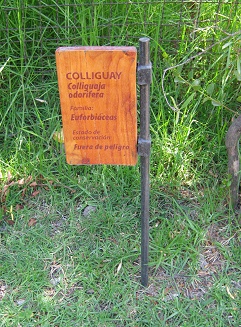 COLLIGUAY
Colliguaja
odorifera
Familia:
Euforbiáceas
Estado de
conservación
Fuera de peligro